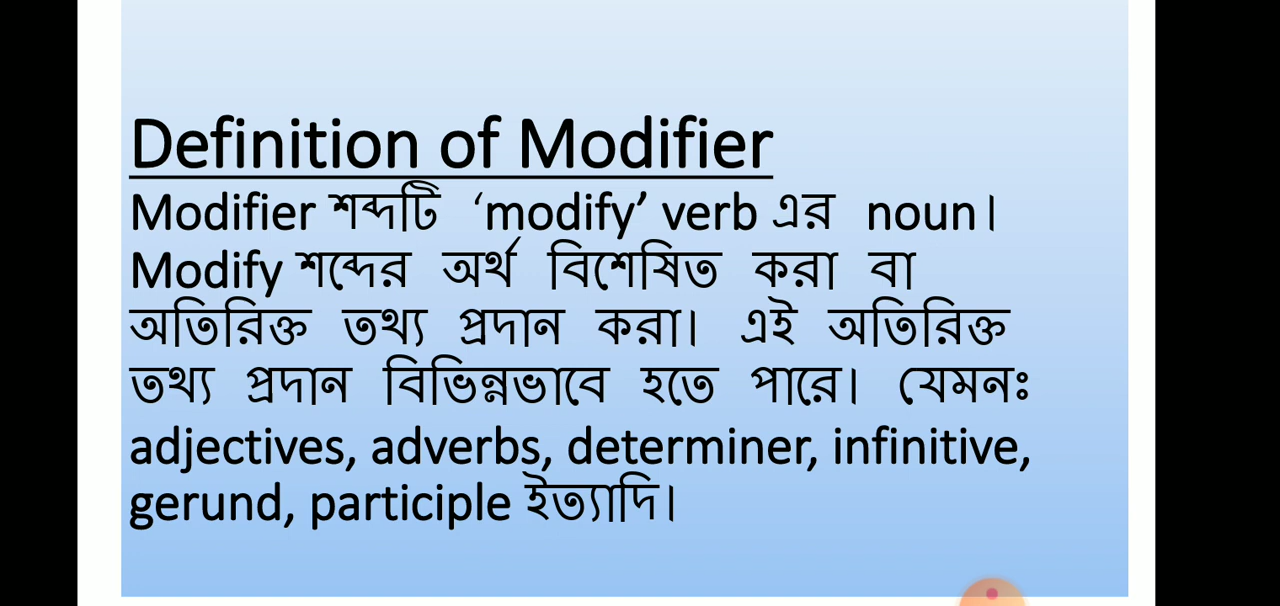 Definition of Modifier
Modifier শব্দটি ‘modify’ verb এর noun।
Modify শব্দের অর্থ বিশেষিত করা বা
অতিরিক্ত তথ্য প্রদান করা। এই অতিরিক্ত
তথ্য প্রদান বিভিন্নভাবে হতে পারে। যেমনঃ
adjectives, adverbs, determiner, infinitive,
gerund, participle ইত্যাদি।